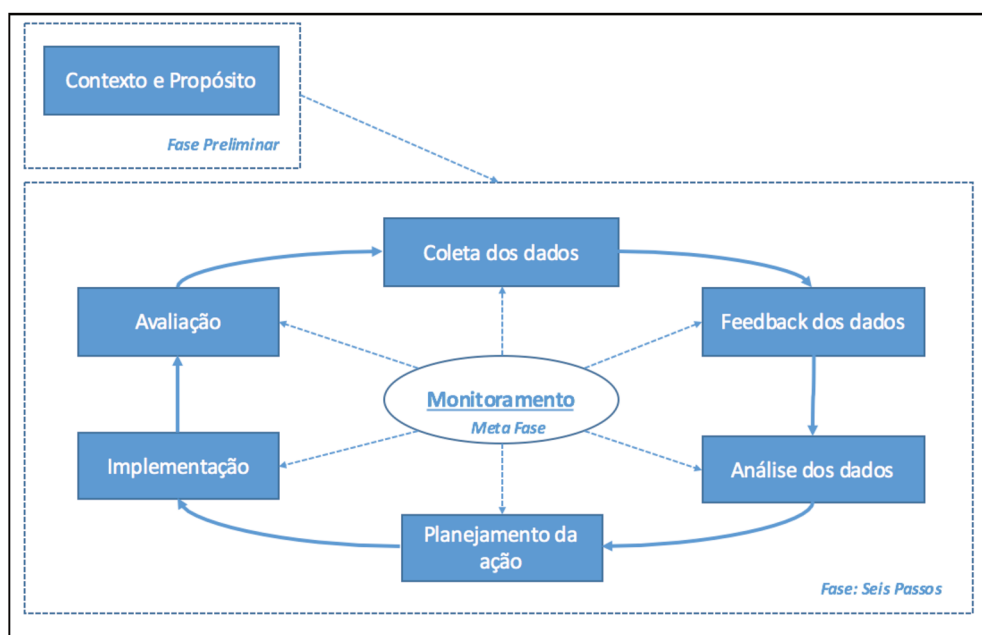 Contexto e Propósito
Fase Preliminar
Coleta dos dados
Avaliação
Feedback dos dados
Monitoramento
Meta Fase
Implementação
Análise dos dados
Planejamento da
ação
Fase: Seis Passos